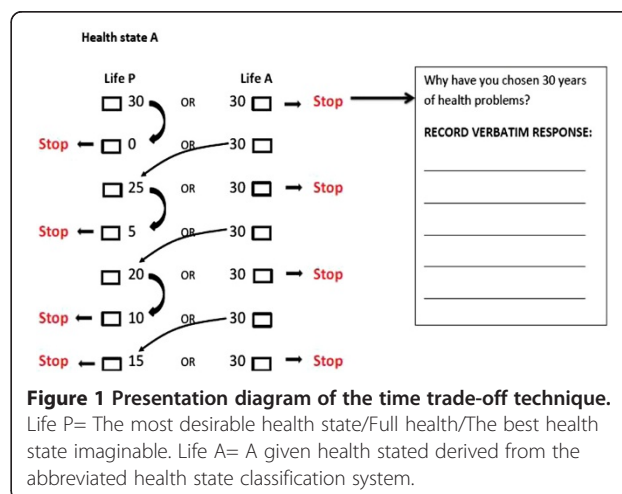 Health state A
Life P Life A
30 OR 30 Stop
Stop 0 OR 30
25 OR 30 Stop
Stop 5 OR 30
20 OR 30 Stop
Stop 10 OR 30
Stop 15 OR 30 Stop
Why have you chosen 30 years
of health problems?
RECORD VERBATIM RESPONSE:
Figure 1 Presentation diagram of the time trade-off technique.
Life P= The most desirable health state/Full health/The best health
state imaginable. Life A= A given health stated derived from the
abbreviated health state classification system.